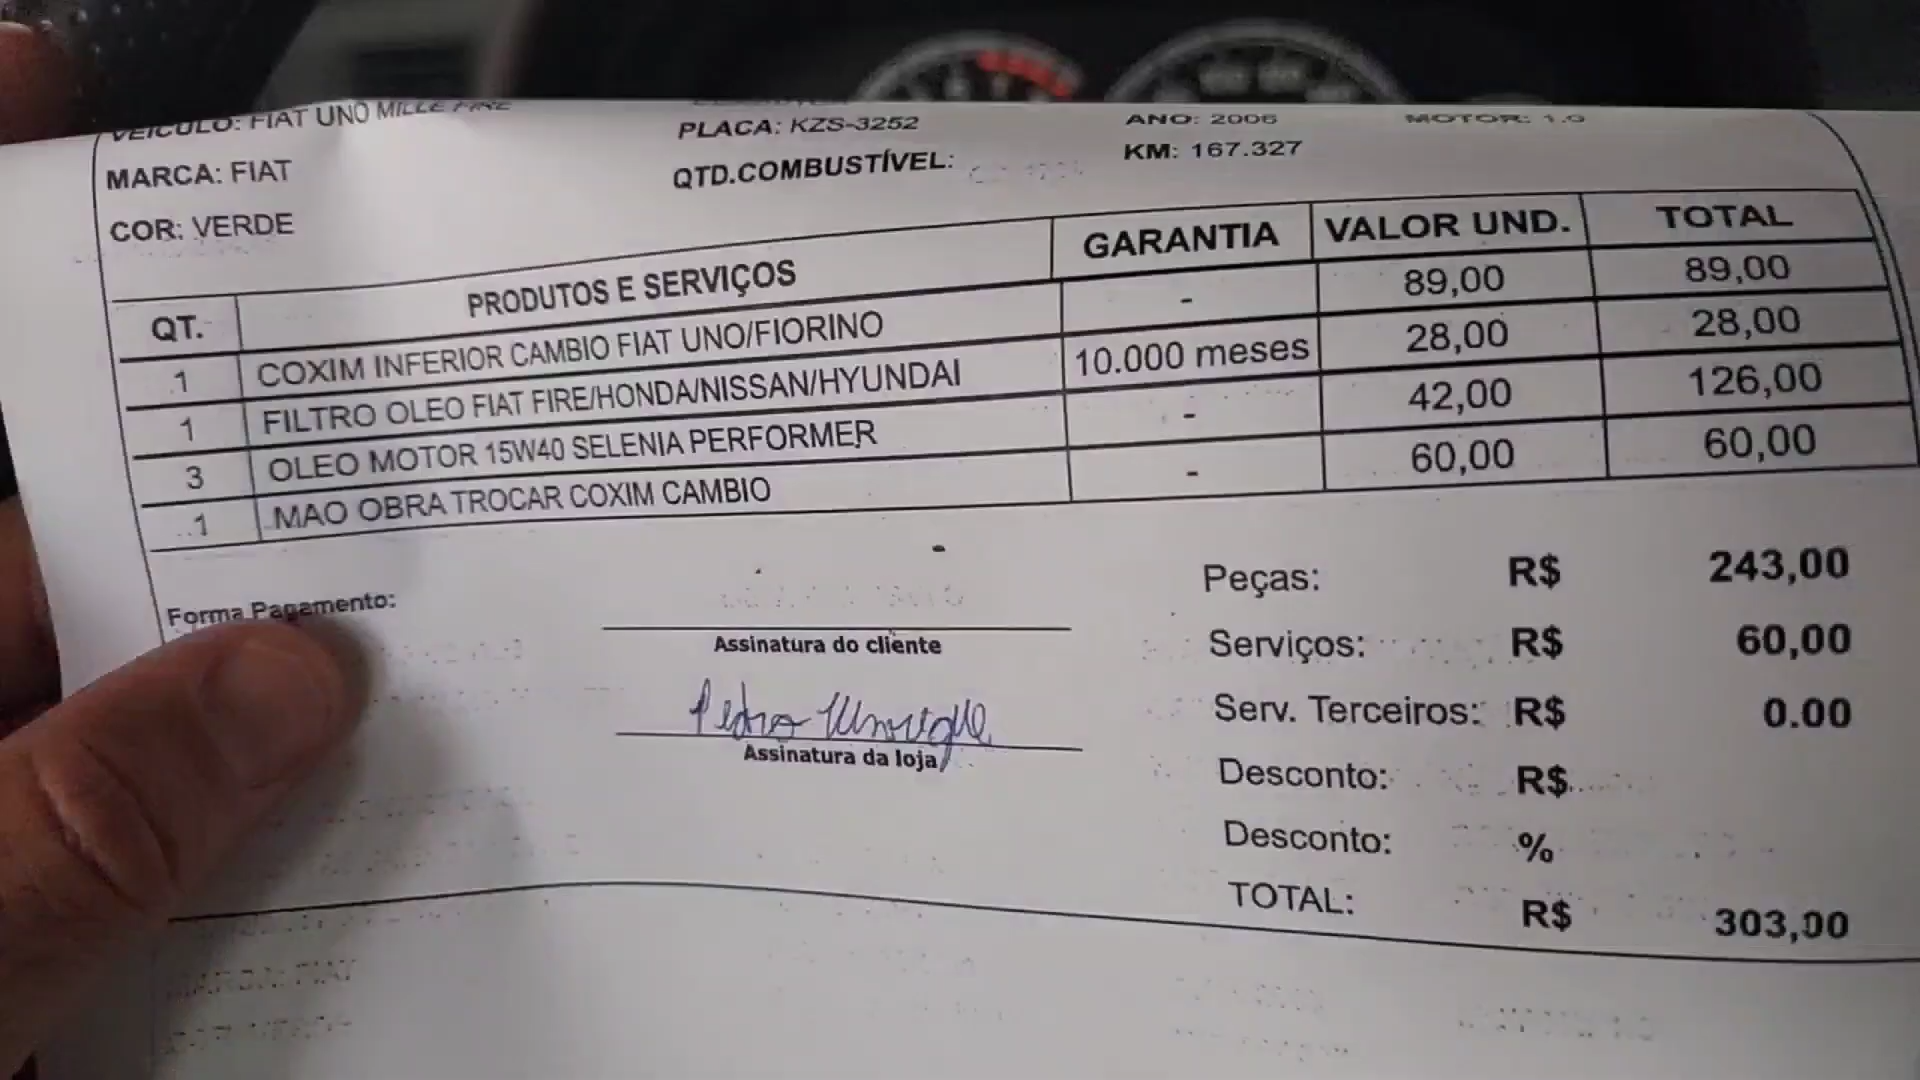 VEICULO: FIAT UNO MILLE FIRE PLACA: KZS-3252 ANO: 2006 MOTOR: 1.0
MARCA: FIAT QTD.COMBUSTÍVEL: KM: 167.327
COR: VERDE
QT. PRODUTOS E SERVIÇOS GARANTIA VALOR UND. TOTAL
1 COXIM INFERIOR CAMBIO FIAT UNO/FIORINO - 89,00 89,00
1 FILTRO OLEO FIAT FIRE/HONDA/NISSAN/HYUNDAI 10.000 meses 28,00 28,00
3 OLEO MOTOR 15W40 SELENIA PERFORMER - 42,00 126,00
1 MAO OBRA TROCAR COXIM CAMBIO - 60,00 60,00
Forma Pagamento:
Assinatura do cliente
Pedro Henrique
Assinatura da loja
Peças: R$ 243,00
Serviços: R$ 60,00
Serv. Terceiros: R$ 0.00
Desconto: R$
Desconto: %
TOTAL: R$ 303,00